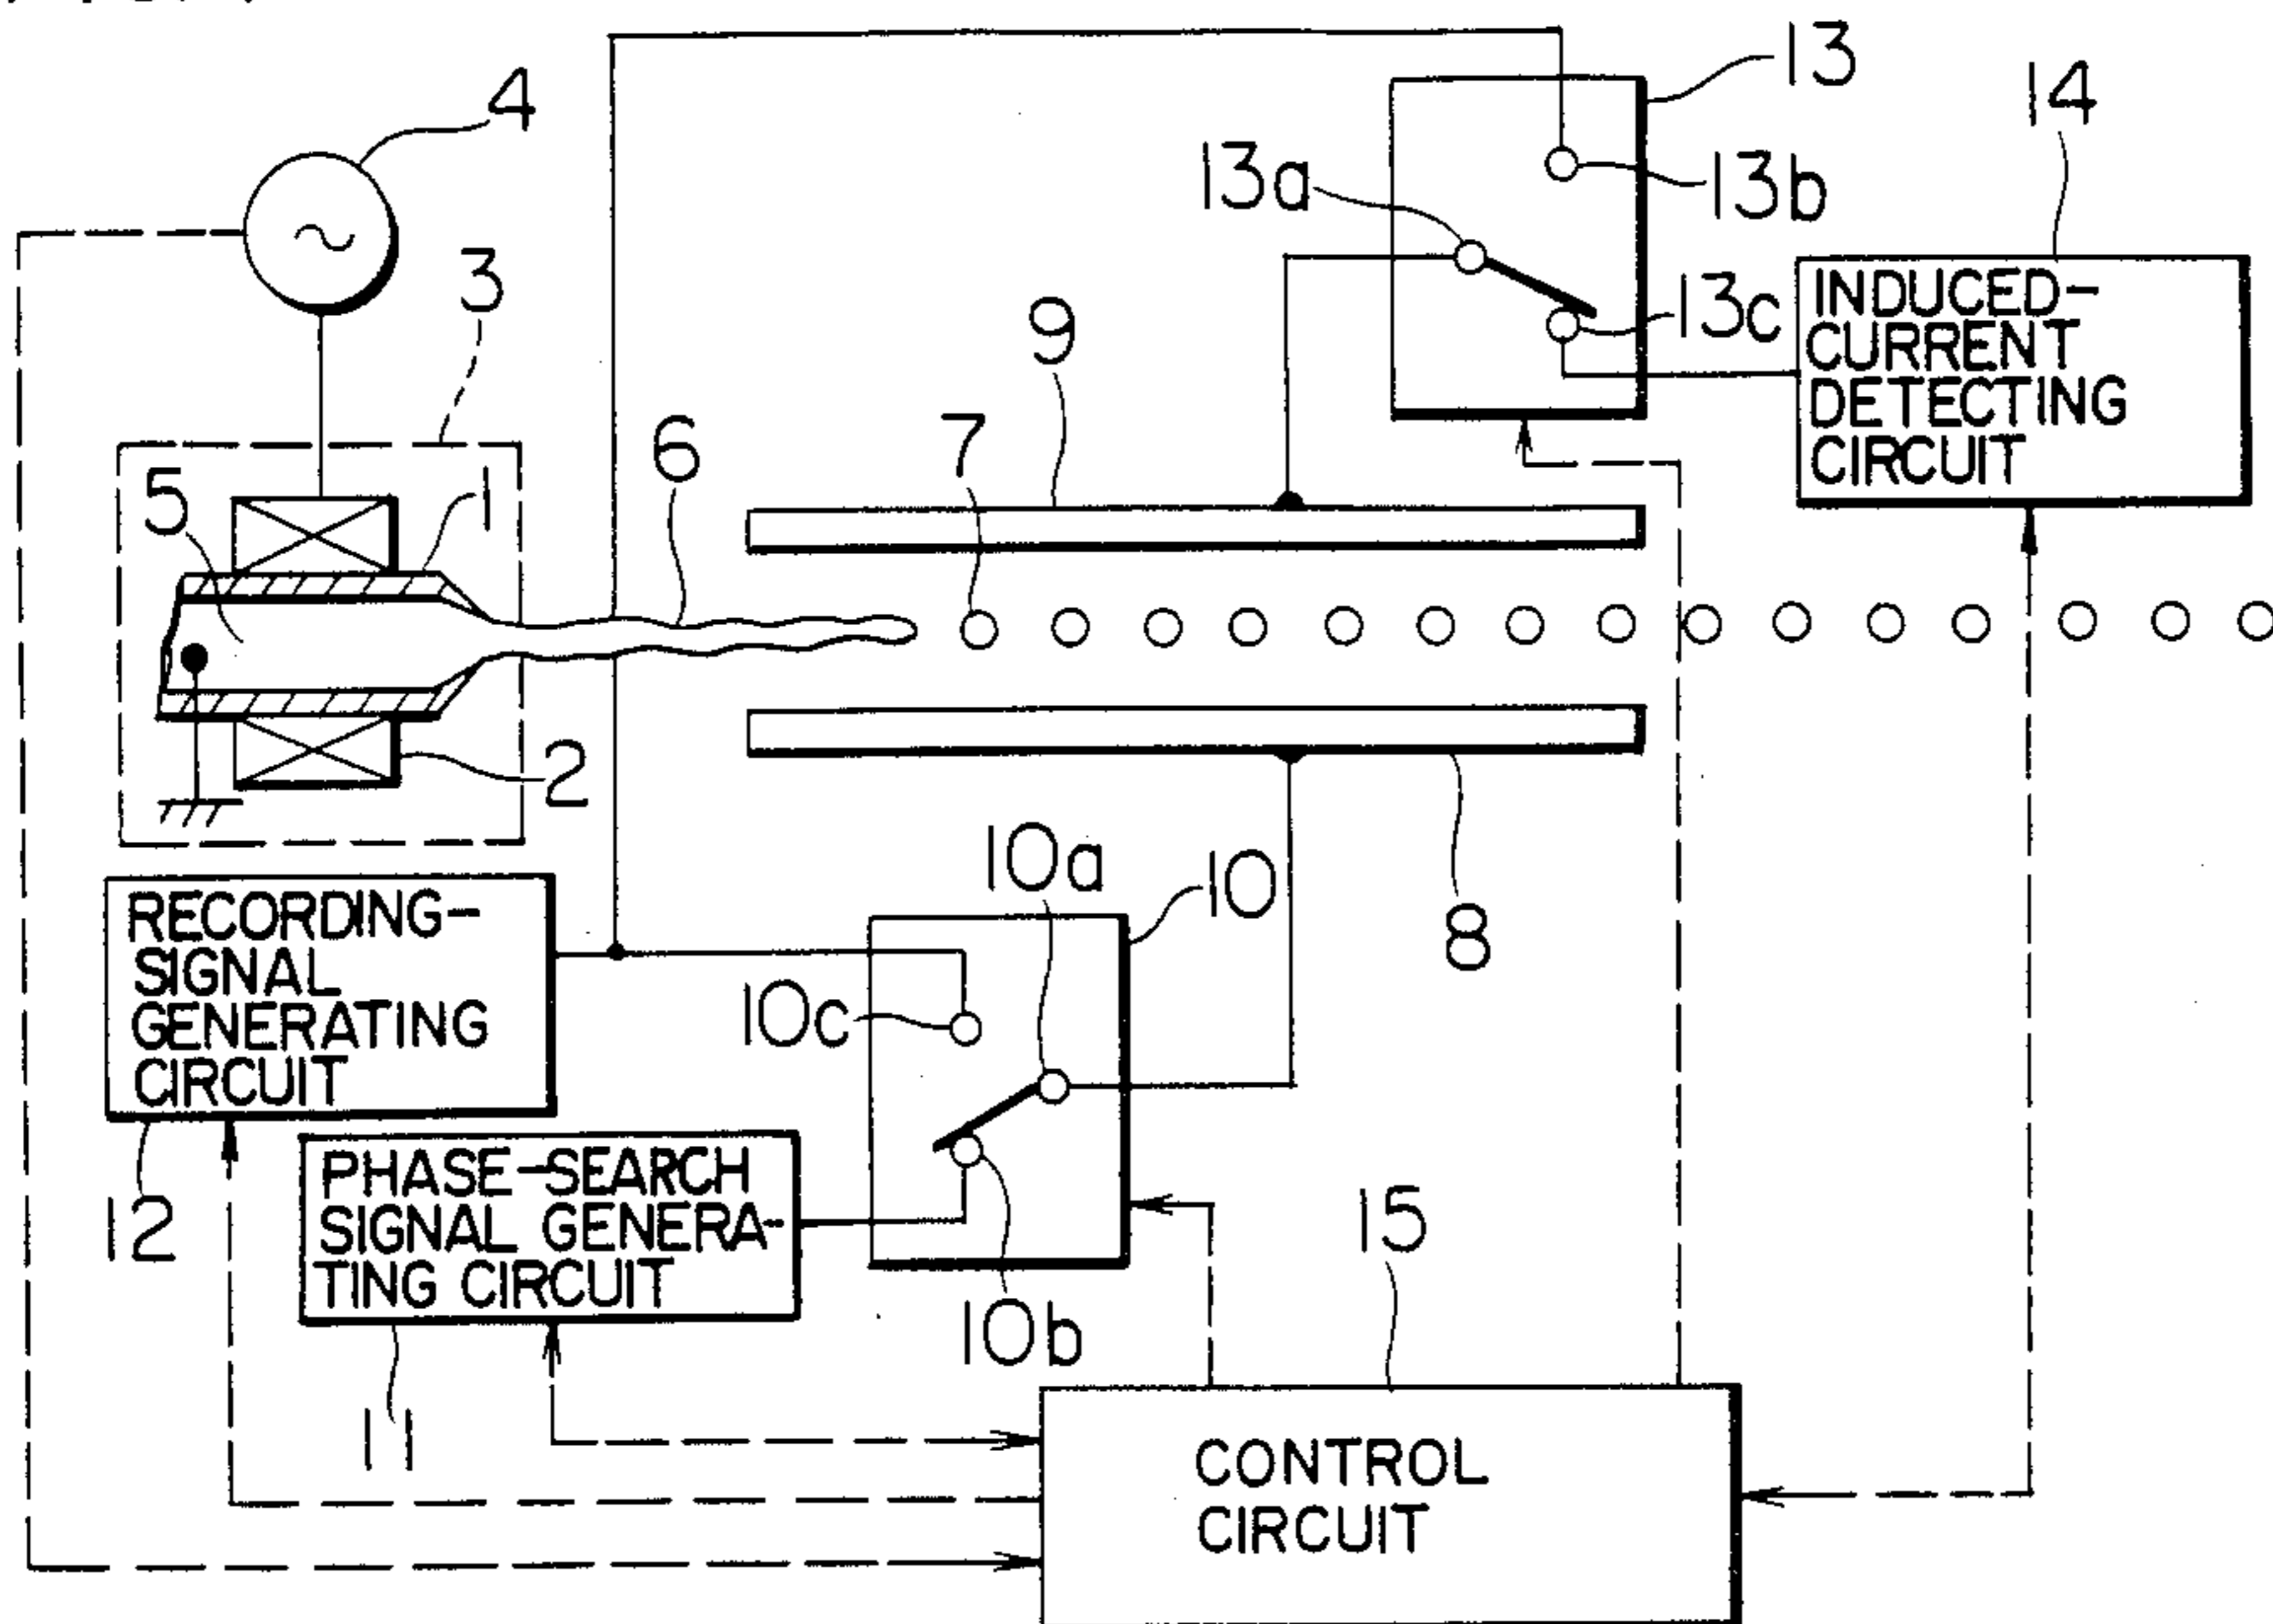 4
13
14
13a
13b
3
13c
INDUCED-
CURRENT
DETECTING
CIRCUIT
9
6
7
5
1
2
10a
10
8
RECORDING-
SIGNAL
GENERATING
CIRCUIT
10c
12
PHASE-SEARCH
SIGNAL GENERA-
TING CIRCUIT
15
10b
11
CONTROL
CIRCUIT